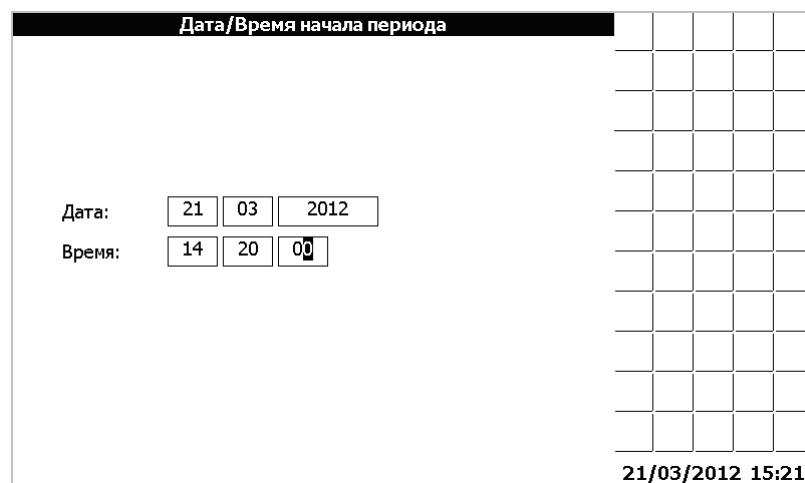 Дата/Время начала периода
Дата: 21 03 2012
Время: 14 20 00
21/03/2012 15:21